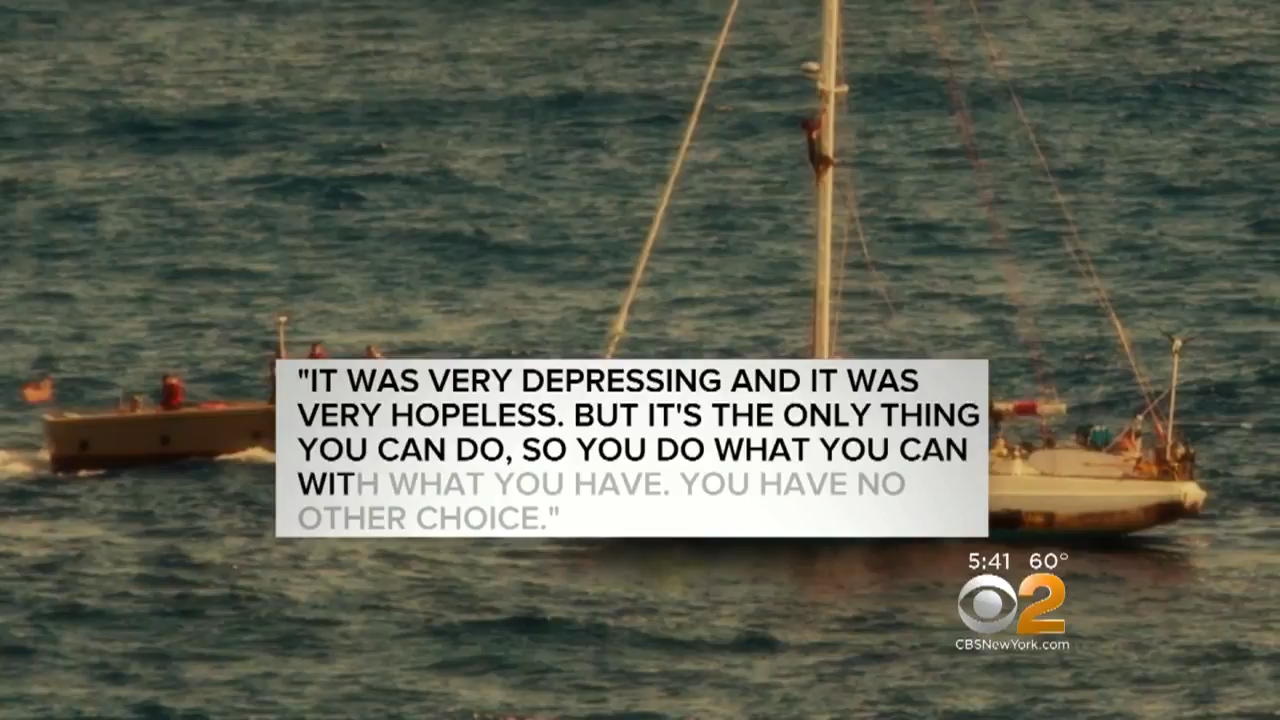 "IT WAS VERY DEPRESSING AND IT WAS
VERY HOPELESS. BUT IT'S THE ONLY THING
YOU CAN DO, SO YOU DO WHAT YOU CAN
WITH WHAT YOU HAVE. YOU HAVE NO
OTHER CHOICE."
5:41 60°
2
CBSNewYork.com